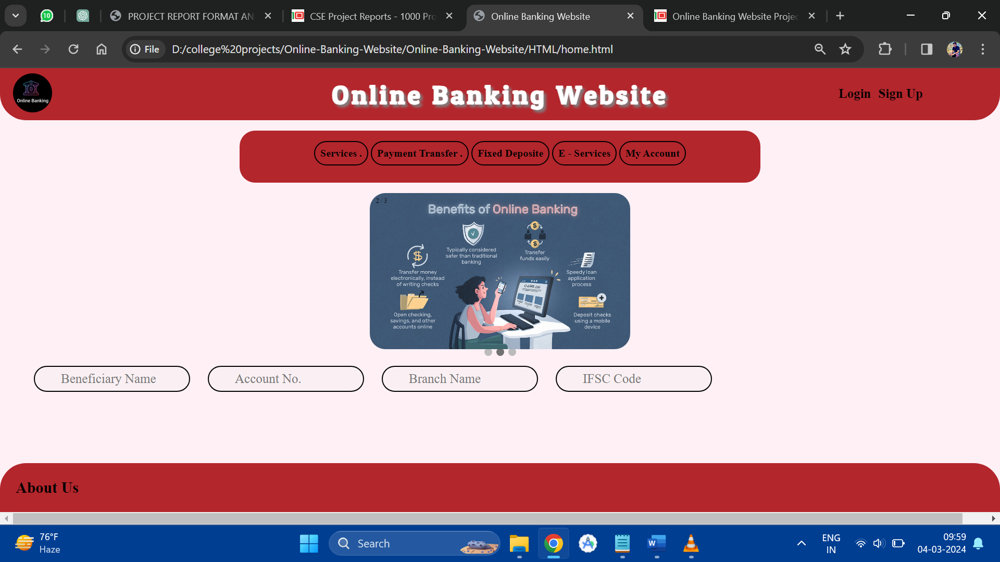 10
PROJECT REPORT FORMAT AN
CSE Project Reports - 1000 Pro
Online Banking Website
Online Banking Website Projec
File
D:/college%20projects/Online-Banking-Website/Online-Banking-Website/HTML/home.html
Online Banking
Online Banking Website
Login Sign Up
Services .
Payment Transfer .
Fixed Deposite
E - Services
My Account
2 / 3
Benefits of Online Banking
Typically considered
safer than traditional
banking
Transfer
funds easily
Transfer money
electronically, instead
of writing checks
Speedy loan
application
process
Open checking,
savings, and other
accounts online
Deposit checks
using a mobile
device
Beneficiary Name
Account No.
Branch Name
IFSC Code
About Us
76°F
Haze
Search
W
ENG
IN
09:59
04-03-2024